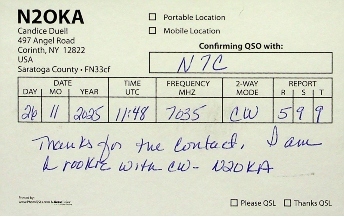 N2OKA
Candice Duell
497 Angel Road
Corinth, NY 12822
USA
Saratoga County • FN33cf
Portable Location
Mobile Location
Confirming QSO with:
N7C
DATE TIME FREQUENCY 2-WAY REPORT
DAY MO YEAR UTC MHZ MODE R S T
26 11 2025 11:48 7035 CW 5 9 9
Thanks for the contact. I am
A rookie with CW- N2OKA
Please QSL Thanks QSL